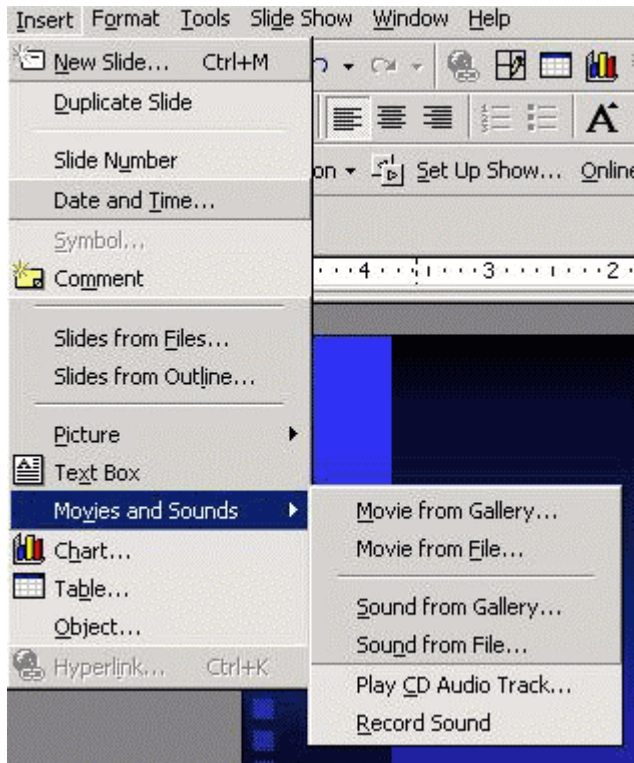 Insert Format Tools Slide Show Window Help
New Slide... Ctrl+M
Duplicate Slide
Slide Number
on Set Up Show... Online
Date and Time...
Symbol...
Comment
4 3 2
Slides from Files...
Slides from Outline...
Picture
Text Box
Movies and Sounds
Movie from Gallery...
Movie from File...
Sound from Gallery...
Sound from File...
Play CD Audio Track...
Record Sound
Chart...
Table...
Object...
Hyperlink... Ctrl+K